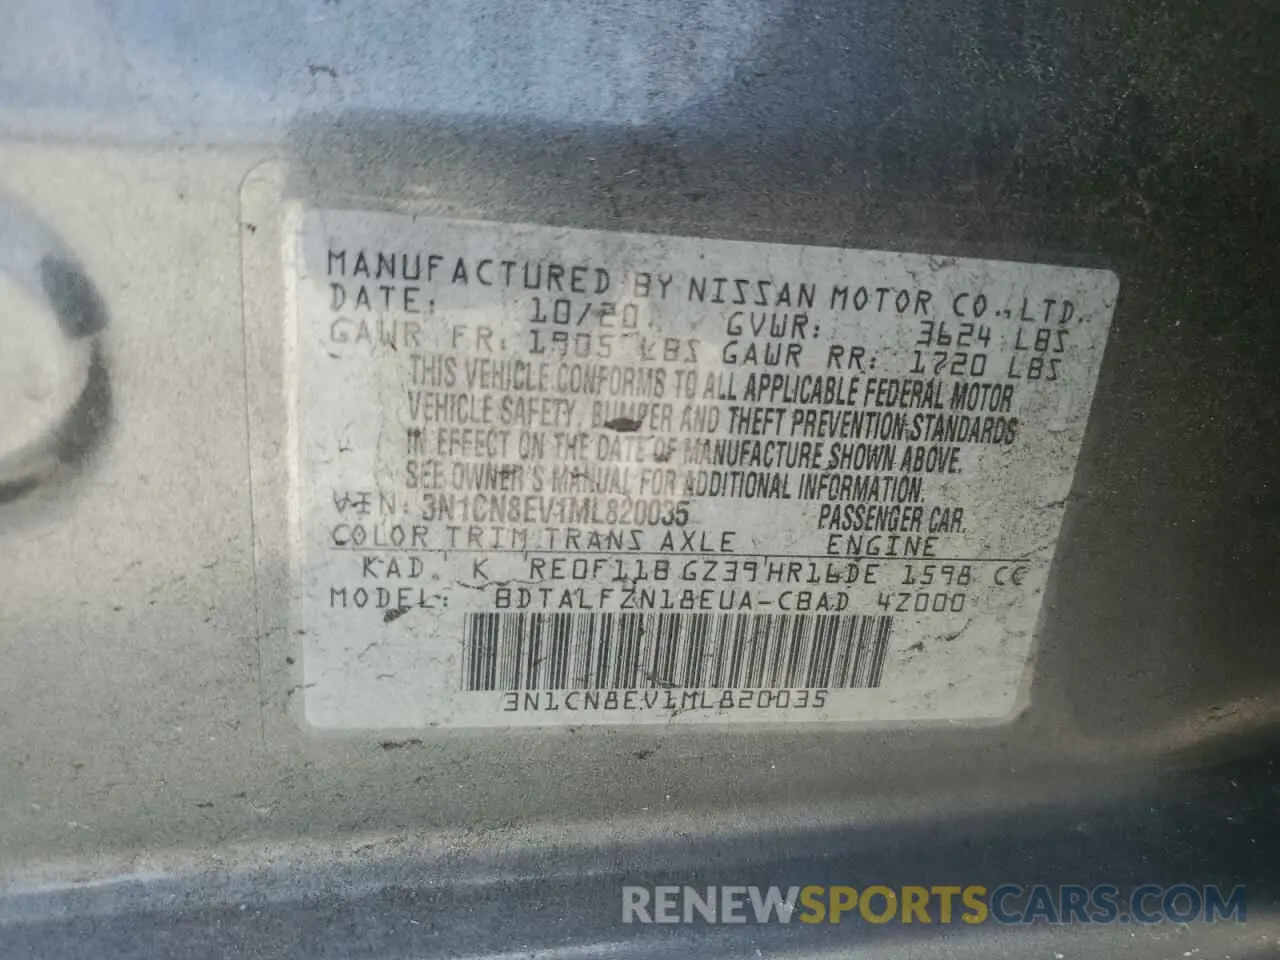 MANUFACTURED BY NISSAN MOTOR CO., LTD.
DATE: 10/20 GVWR: 3624 LBS
GAWR FR: 1905 LBS GAWR RR: 1720 LBS
THIS VEHICLE CONFORMS TO ALL APPLICABLE FEDERAL MOTOR
VEHICLE SAFETY, BUMPER AND THEFT PREVENTION STANDARDS
IN EFFECT ON THE DATE OF MANUFACTURE SHOWN ABOVE.
SEE OWNER'S MANUAL FOR ADDITIONAL INFORMATION.
VIN: 3N1CN8EV1ML820035 PASSENGER CAR.
COLOR TRIM TRANS AXLE ENGINE
KAD K RE0F11B GZ39 HR16DE 1598 CC
MODEL: BDTALFZN18EUA-CBAD 42000
3N1CN8EV1ML820035
RENEWSPORTSCARS.COM